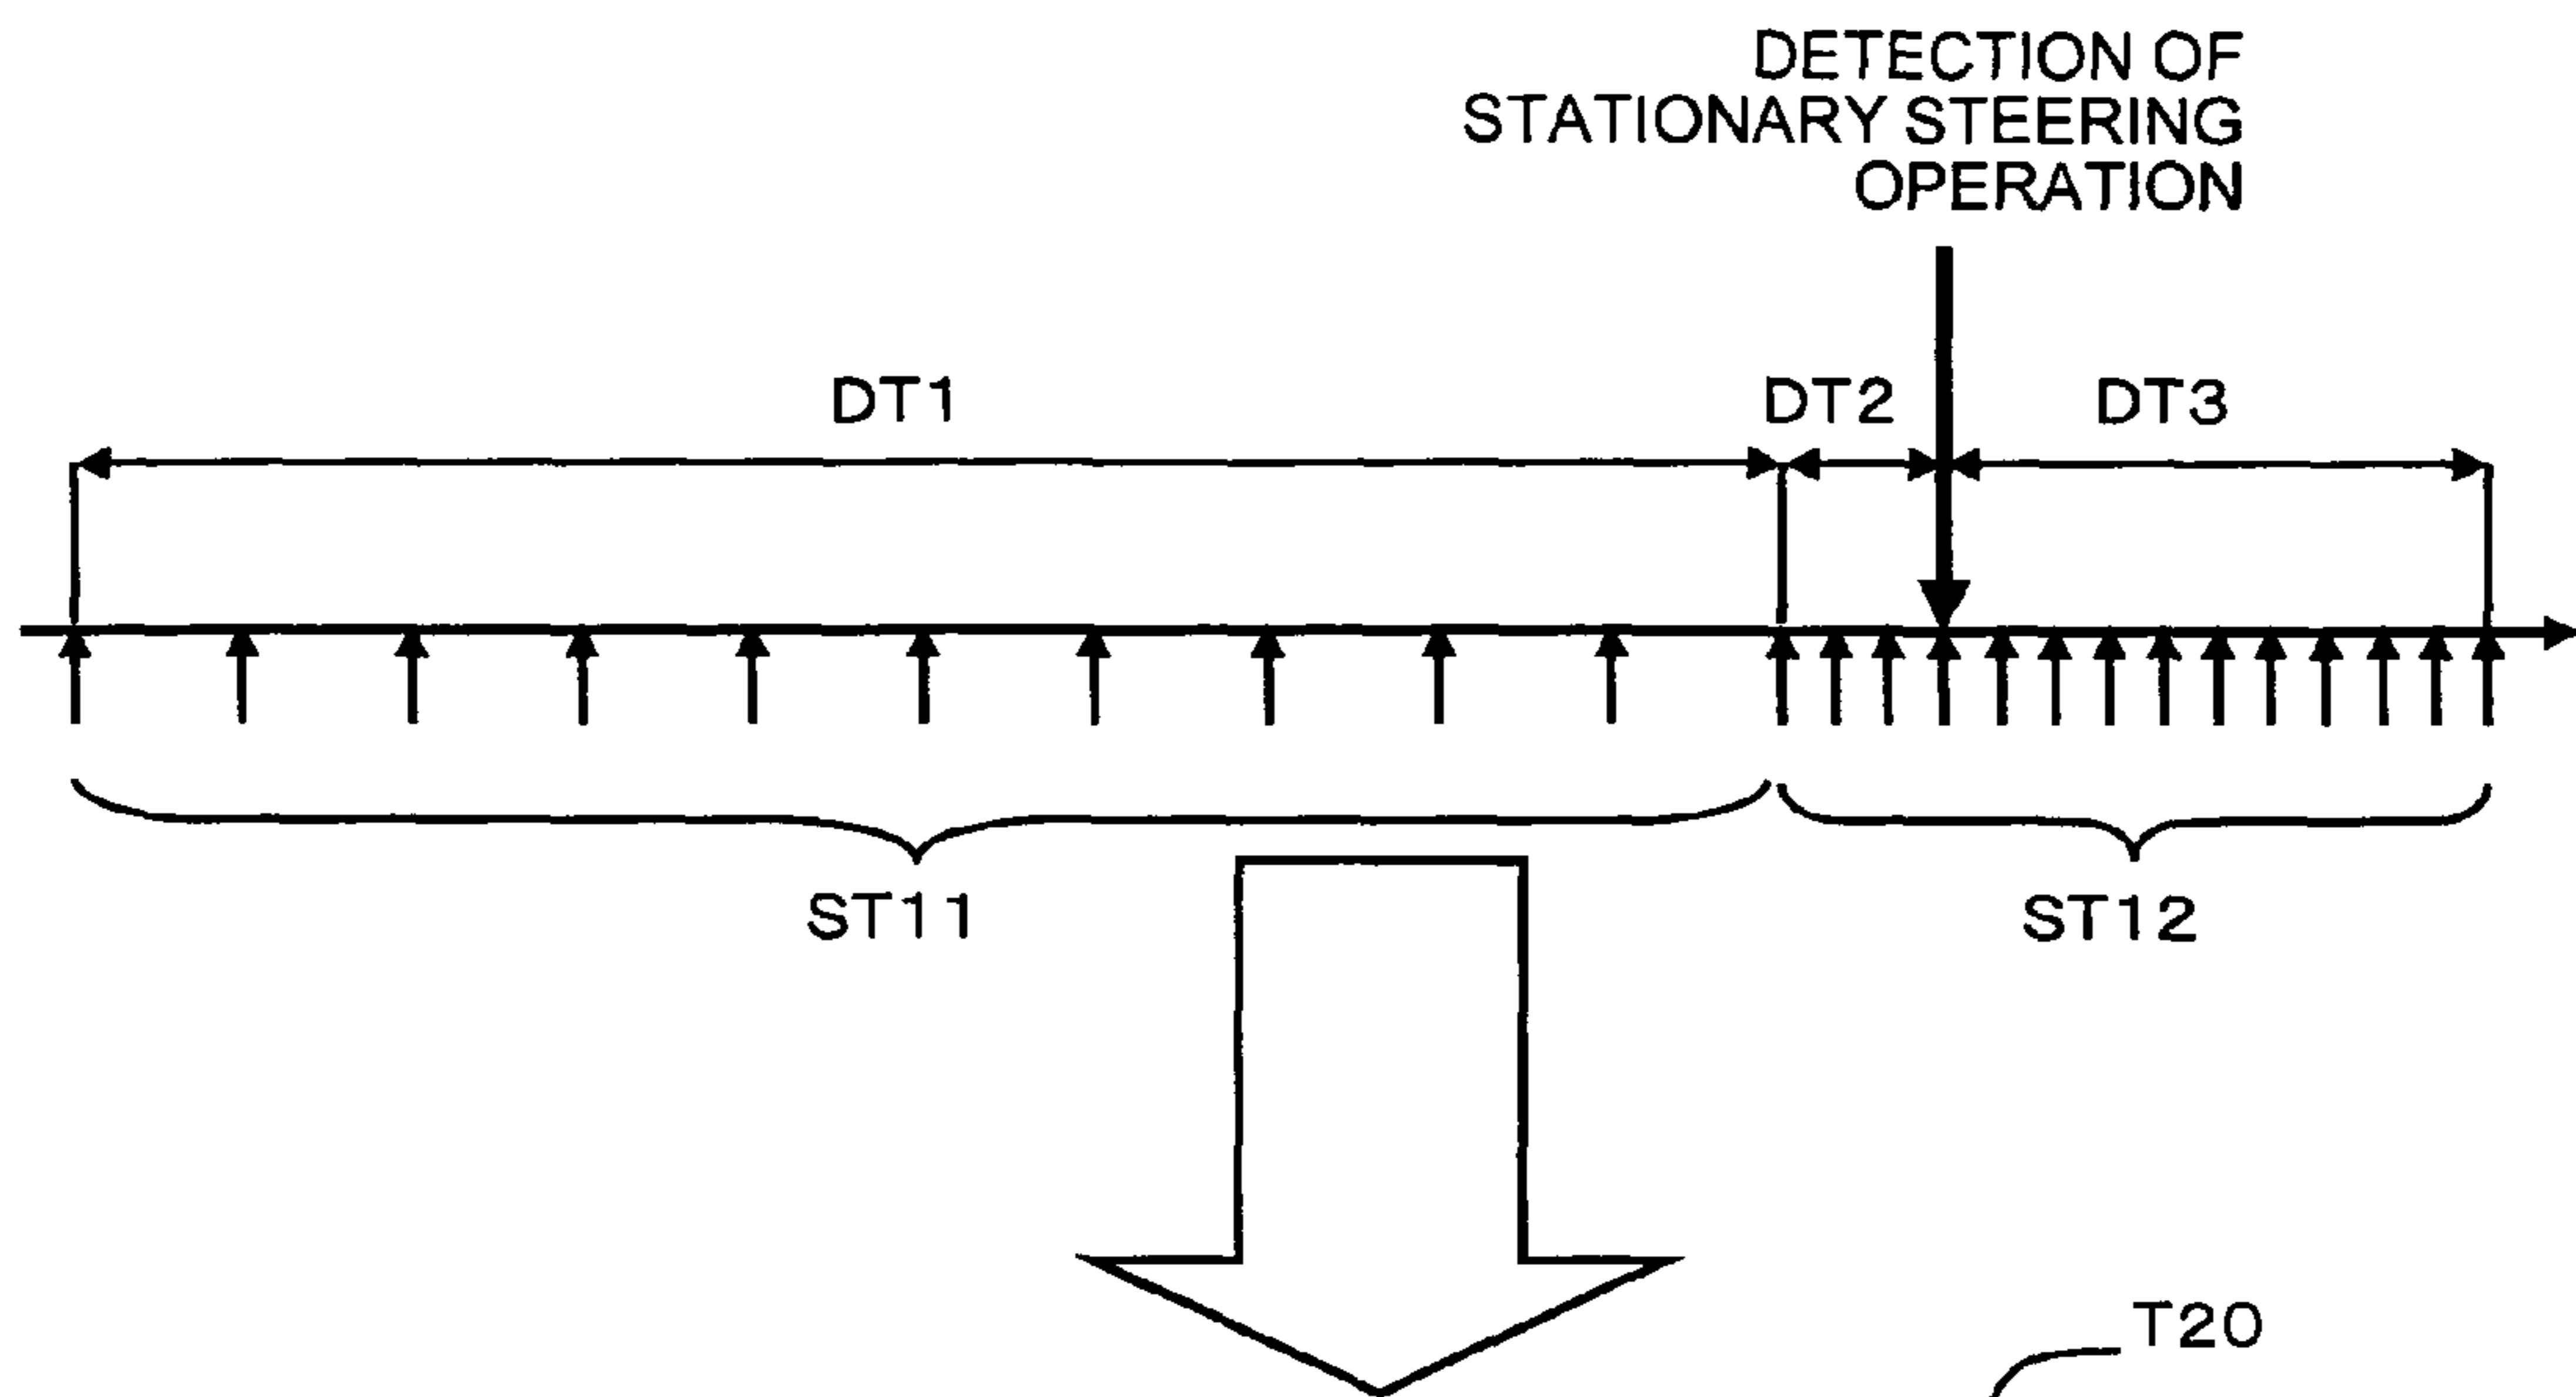 DETECTION OF
STATIONARY STEERING
OPERATION
DT1
DT2
DT3
ST11
ST12
T20